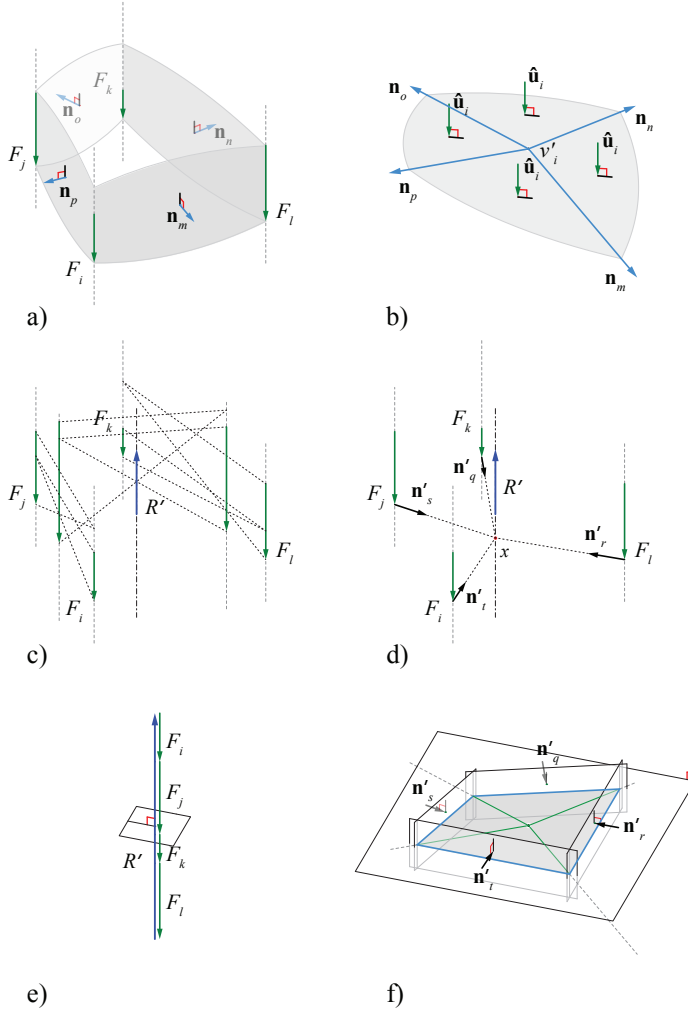 F_k
n_o
n_n
F_j
n_p
n_m
F_l
F_i
a)
n_o
û_i
û_i
n_n
û_i
v′_i
û_i
n_p
n_m
b)
F_k
F_j
R′
F_l
F_i
c)
F_k
n′_q
F_j
n′_s
R′
n′_r
x
F_l
F_i
n′_t
d)
F_i
F_j
F_k
R′
F_l
e)
n′_q
n′_s
n′_r
n′_t
f)